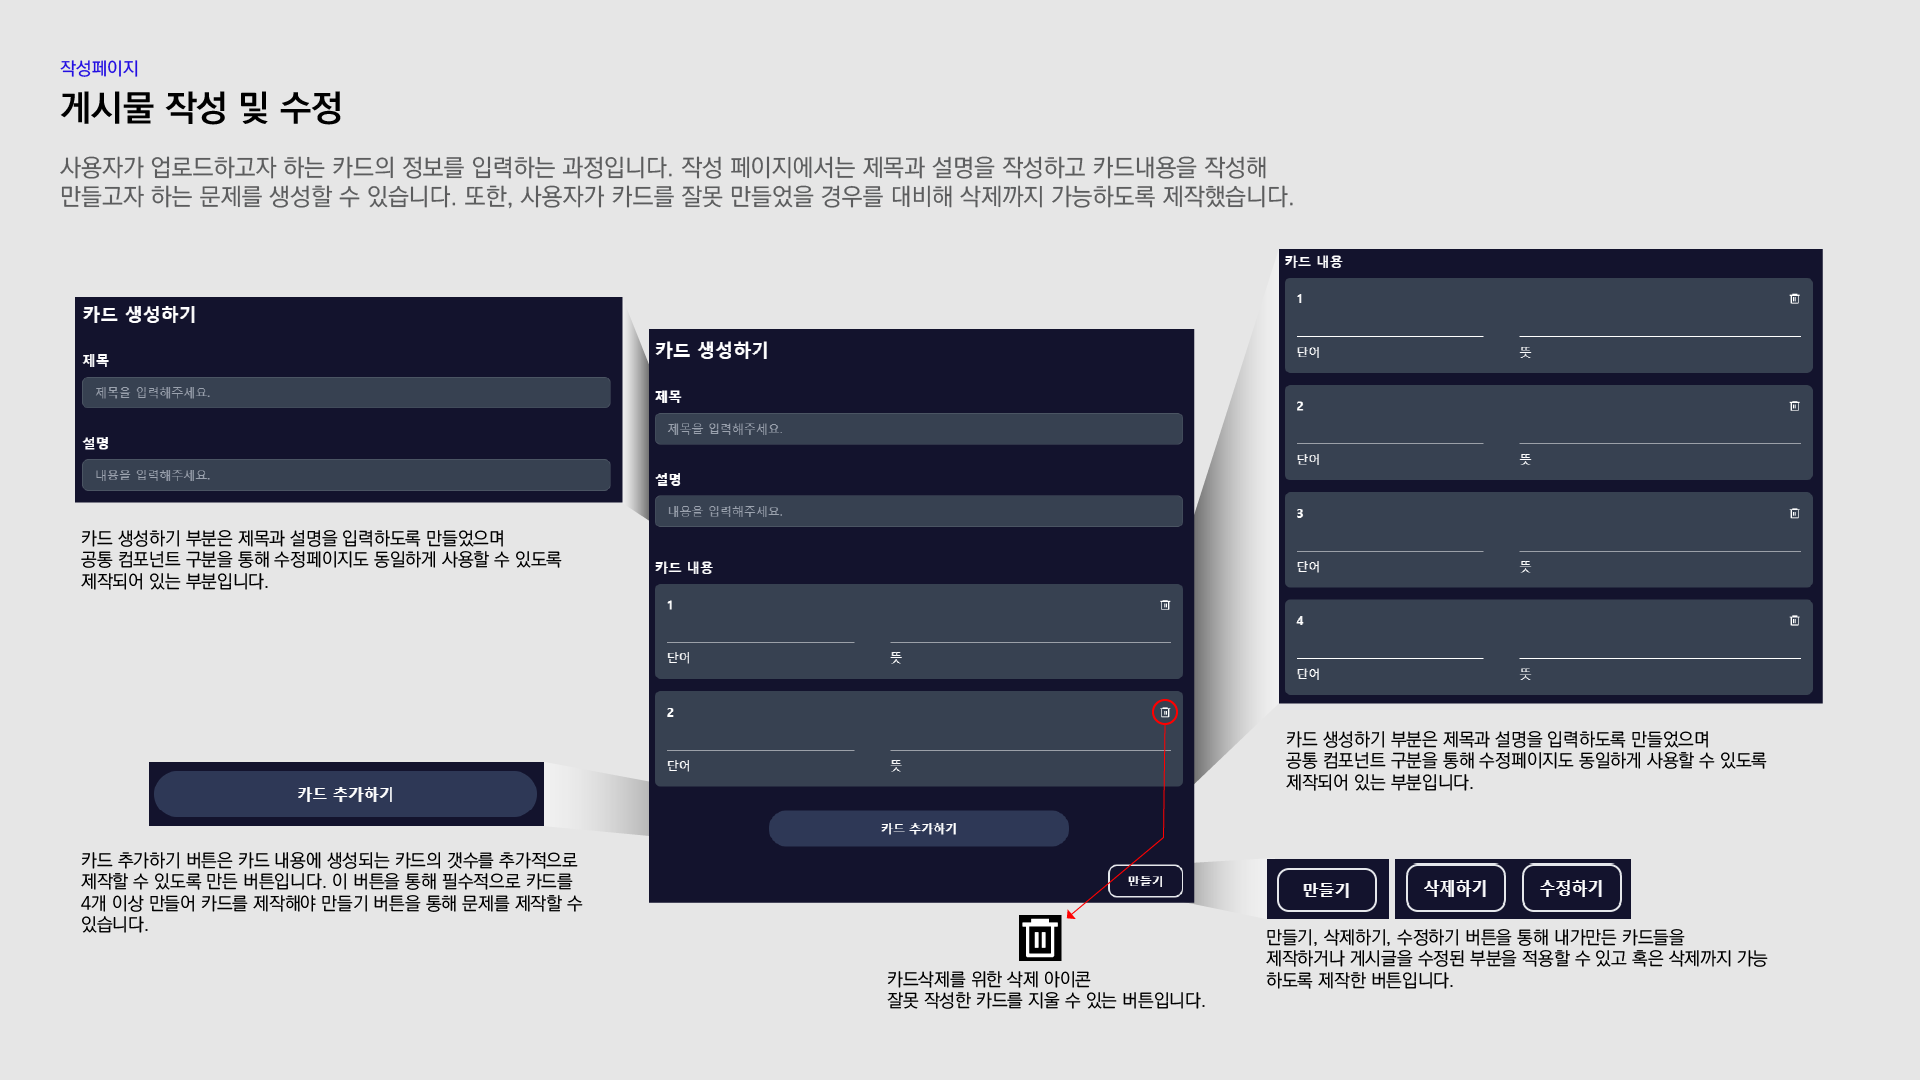 작성페이지
게시물 작성 및 수정
사용자가 업로드하고자 하는 카드의 정보를 입력하는 과정입니다. 작성 페이지에서는 제목과 설명을 작성하고 카드내용을 작성해
만들고자 하는 문제를 생성할 수 있습니다. 또한, 사용자가 카드를 잘못 만들었을 경우를 대비해 삭제까지 가능하도록 제작했습니다.
카드 생성하기
제목
제목을 입력해주세요.
설명
내용을 입력해주세요.
카드 생성하기 부분은 제목과 설명을 입력하도록 만들었으며
공통 컴포넌트 구분을 통해 수정페이지도 동일하게 사용할 수 있도록
제작되어 있는 부분입니다.
카드 추가하기
카드 추가하기 버튼은 카드 내용에 생성되는 카드의 갯수를 추가적으로
제작할 수 있도록 만든 버튼입니다. 이 버튼을 통해 필수적으로 카드를
4개 이상 만들어 카드를 제작해야 만들기 버튼을 통해 문제를 제작할 수
있습니다.
카드 생성하기
제목
제목을 입력해주세요.
설명
내용을 입력해주세요.
카드 내용
1
단어 뜻
2
단어 뜻
카드 추가하기
만들기
카드삭제를 위한 삭제 아이콘
잘못 작성한 카드를 지울 수 있는 버튼입니다.
카드 내용
1
단어 뜻
2
단어 뜻
3
단어 뜻
4
단어 뜻
카드 생성하기 부분은 제목과 설명을 입력하도록 만들었으며
공통 컴포넌트 구분을 통해 수정페이지도 동일하게 사용할 수 있도록
제작되어 있는 부분입니다.
만들기 삭제하기 수정하기
만들기, 삭제하기, 수정하기 버튼을 통해 내가만든 카드들을
제작하거나 게시글을 수정된 부분을 적용할 수 있고 혹은 삭제까지 가능
하도록 제작한 버튼입니다.